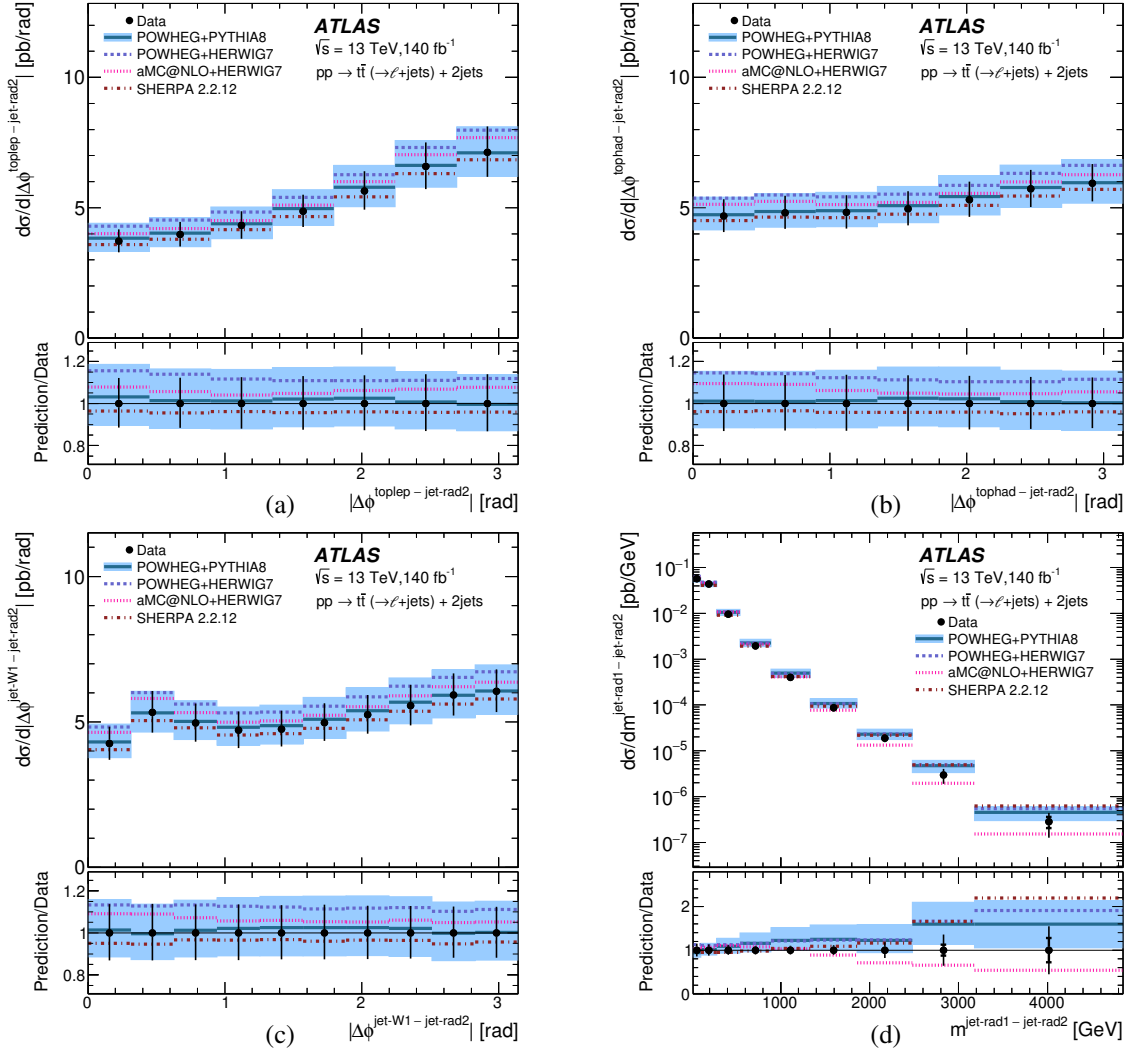 Data
POWHEG+PYTHIA8
POWHEG+HERWIG7
aMC@NLO+HERWIG7
SHERPA 2.2.12
ATLAS
√s = 13 TeV,140 fb⁻¹
pp → tt̄ (→ℓ+jets) + 2jets
dσ/d|Δϕ^toplep – jet-rad2| [pb/rad]
10
5
0
Prediction/Data
1.2
1
0.8
0 1 2 3
|Δϕ^toplep – jet-rad2| [rad]
(a)
Data
POWHEG+PYTHIA8
POWHEG+HERWIG7
aMC@NLO+HERWIG7
SHERPA 2.2.12
ATLAS
√s = 13 TeV,140 fb⁻¹
pp → tt̄ (→ℓ+jets) + 2jets
dσ/d|Δϕ^tophad – jet-rad2| [pb/rad]
10
5
0
Prediction/Data
1.2
1
0.8
0 1 2 3
|Δϕ^tophad – jet-rad2| [rad]
(b)
Data
POWHEG+PYTHIA8
POWHEG+HERWIG7
aMC@NLO+HERWIG7
SHERPA 2.2.12
ATLAS
√s = 13 TeV,140 fb⁻¹
pp → tt̄ (→ℓ+jets) + 2jets
dσ/d|Δϕ^jet-W1 – jet-rad2| [pb/rad]
10
5
0
Prediction/Data
1.2
1
0.8
0 1 2 3
|Δϕ^jet-W1 – jet-rad2| [rad]
(c)
ATLAS
√s = 13 TeV,140 fb⁻¹
pp → tt̄ (→ℓ+jets) + 2jets
Data
POWHEG+PYTHIA8
POWHEG+HERWIG7
aMC@NLO+HERWIG7
SHERPA 2.2.12
dσ/dm^jet-rad1 – jet-rad2 [pb/GeV]
10⁻¹
10⁻²
10⁻³
10⁻⁴
10⁻⁵
10⁻⁶
10⁻⁷
Prediction/Data
2
1
0
1000 2000 3000 4000
m^jet-rad1 – jet-rad2 [GeV]
(d)